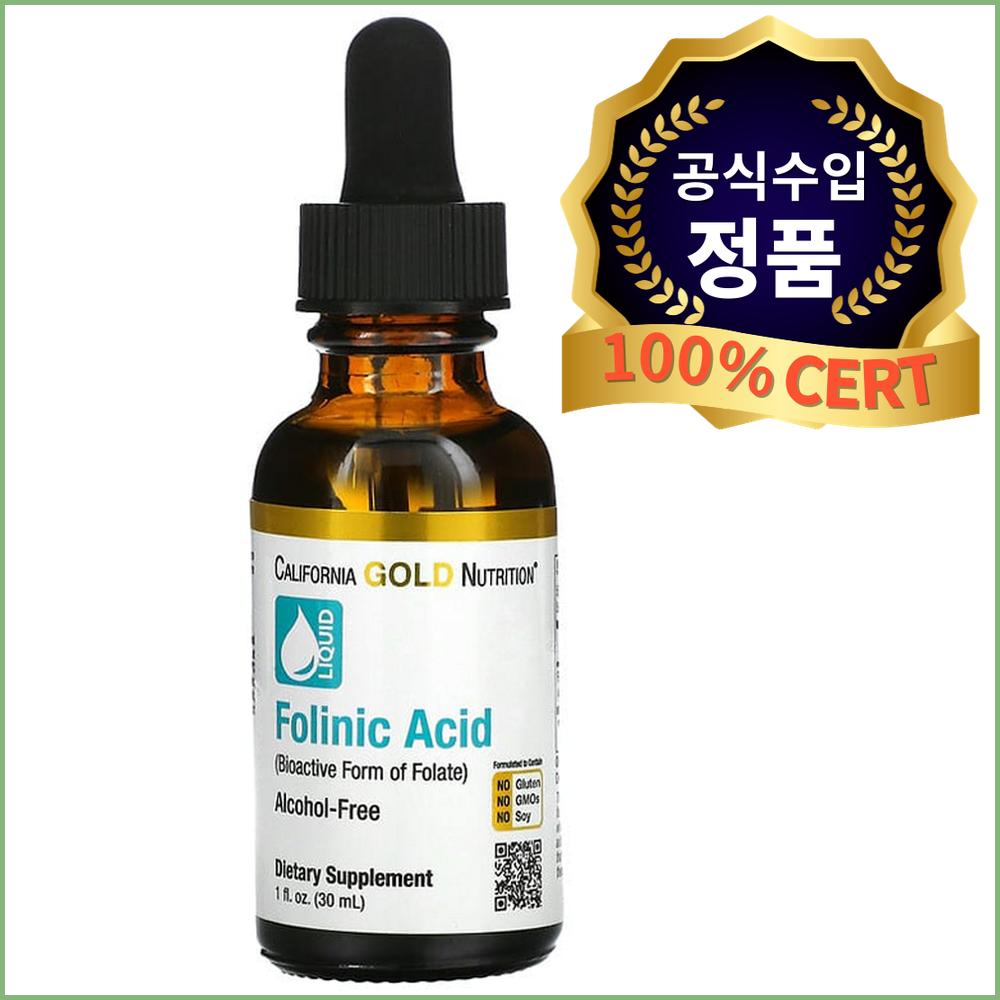 공식수입
정품
100% CERT
CALIFORNIA GOLD NUTRITION®
LIQUID
Folinic Acid
(Bioactive Form of Folate)
Alcohol-Free
Formulated to Contain
NO Gluten
NO GMOs
NO Soy
Dietary Supplement
1 fl. oz. (30 mL)